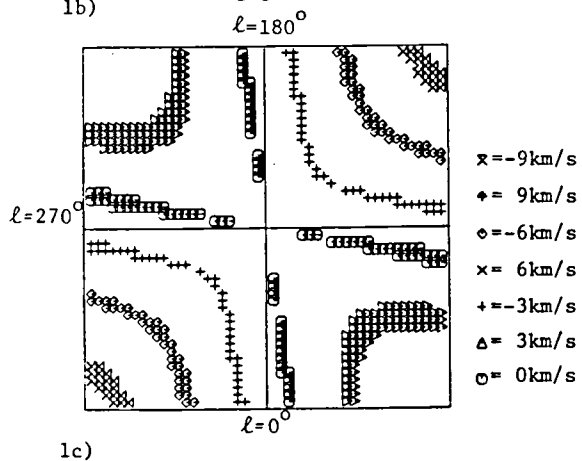 1b)
ℓ=180°
ℓ=270°
ℓ=0°
⧖=-9km/s
♦= 9km/s
◇=-6km/s
×= 6km/s
+=-3km/s
△= 3km/s
○= 0km/s
1c)